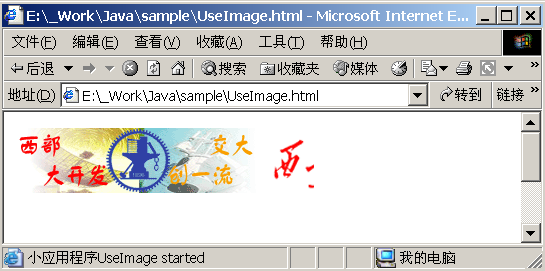 E:\_Work\Java\sample\UseImage.html - Microsoft Internet E...
文件(F) 编辑(E) 查看(V) 收藏(A) 工具(T) 帮助(H)
后退 搜索 收藏夹 媒体 »
地址(D) E:\_Work\Java\sample\UseImage.html 转到 链接 »
西部 交大 西
大开发 创一流
小应用程序UseImage started 我的电脑